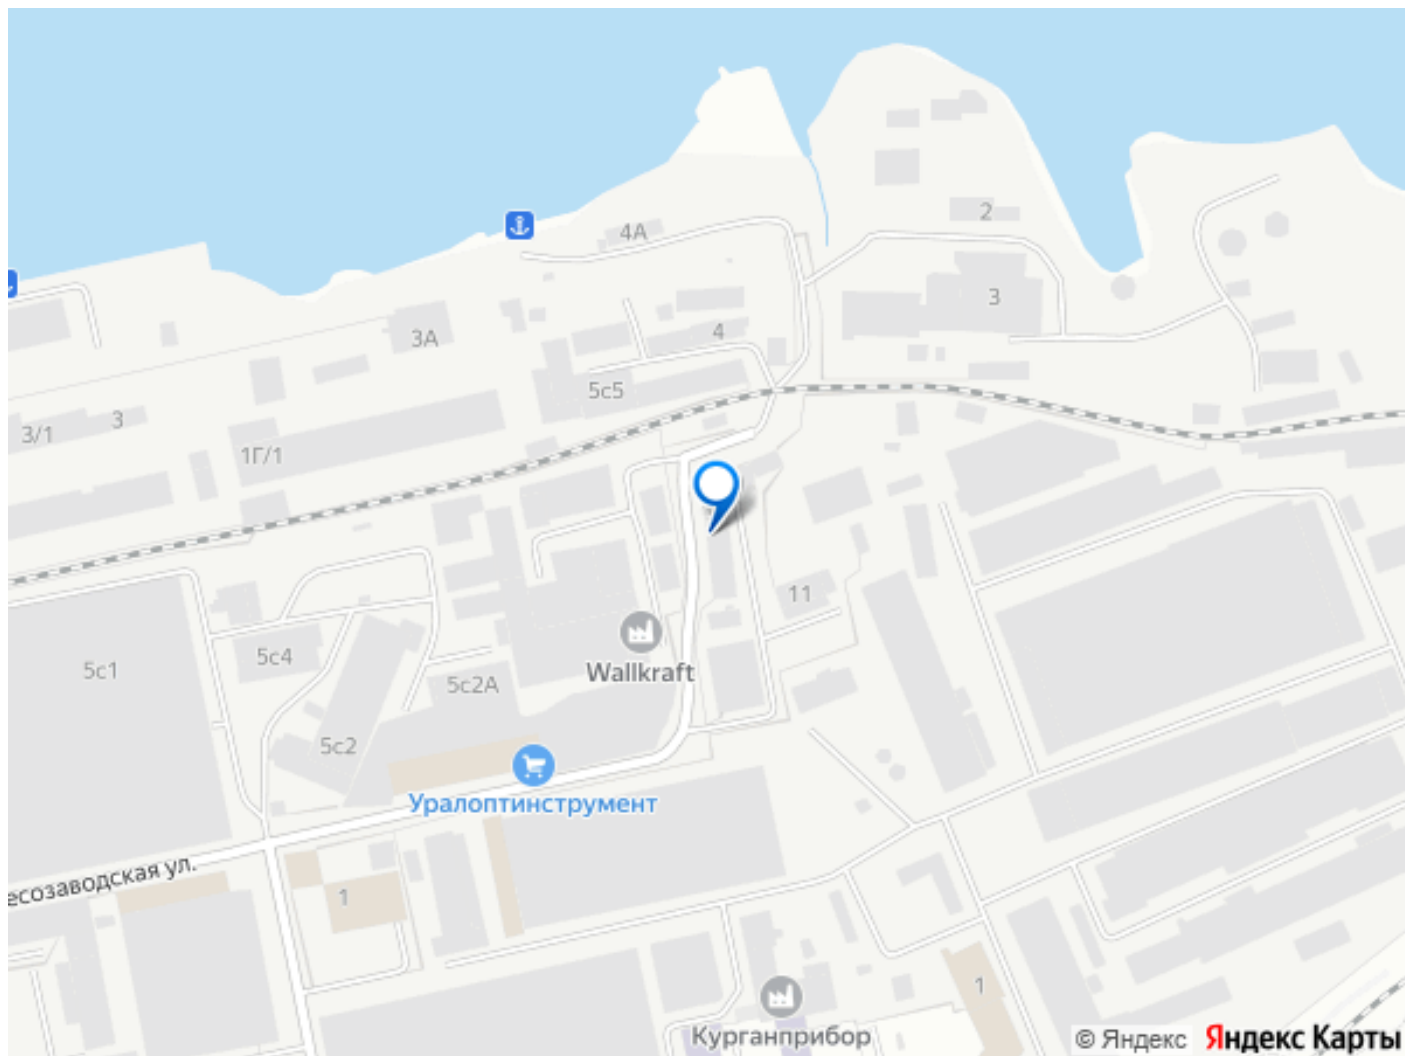 4А
2
3
4
3А
5с5
3
3/1
1Г/1
11
Wallkraft
5с4
5с1
5с2А
5с2
Уралоптинструмент
есозаводская ул.
1
1
Курганприбор
© Яндекс Яндекс Карты